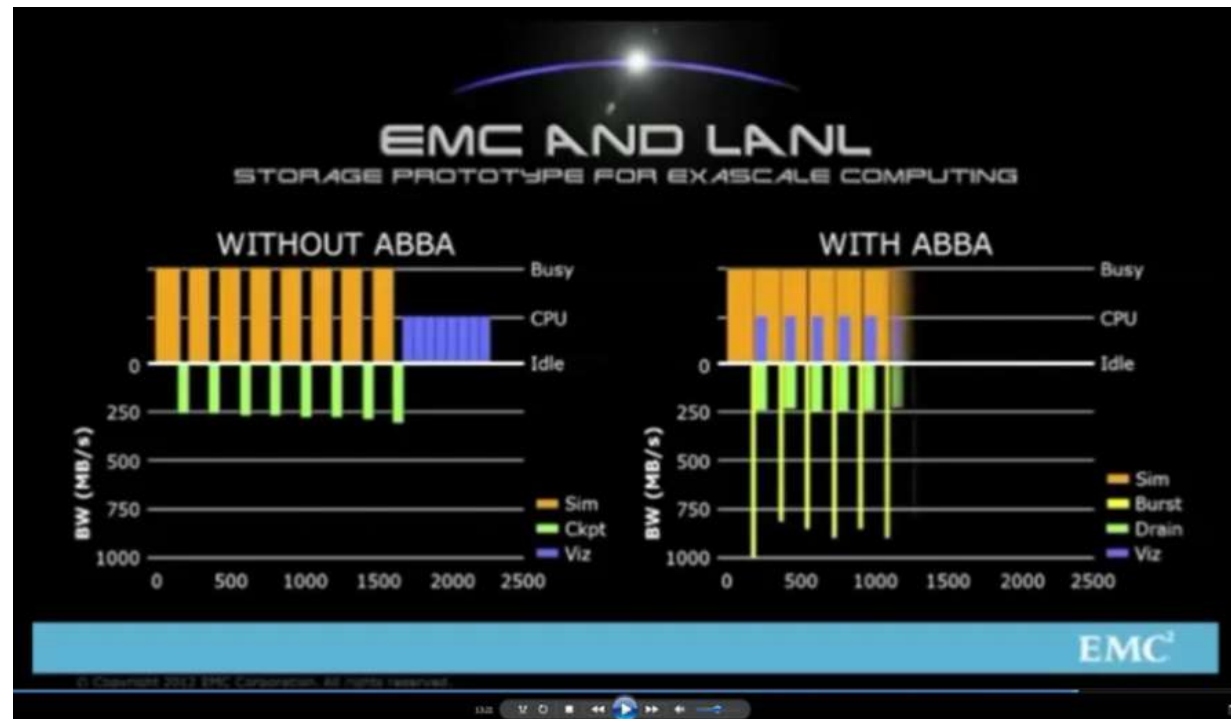 EMC AND LANL
STORAGE PROTOTYPE FOR EXASCALE COMPUTING
WITHOUT ABBA
Busy
CPU
Idle
0
250
500
750
1000
BW (MB/s)
Sim
Ckpt
Viz
0 500 1000 1500 2000 2500
WITH ABBA
Busy
CPU
Idle
0
250
500
750
1000
BW (MB/s)
Sim
Burst
Drain
Viz
0 500 1000 1500 2000 2500
EMC²
© Copyright 2012 EMC Corporation. All rights reserved.